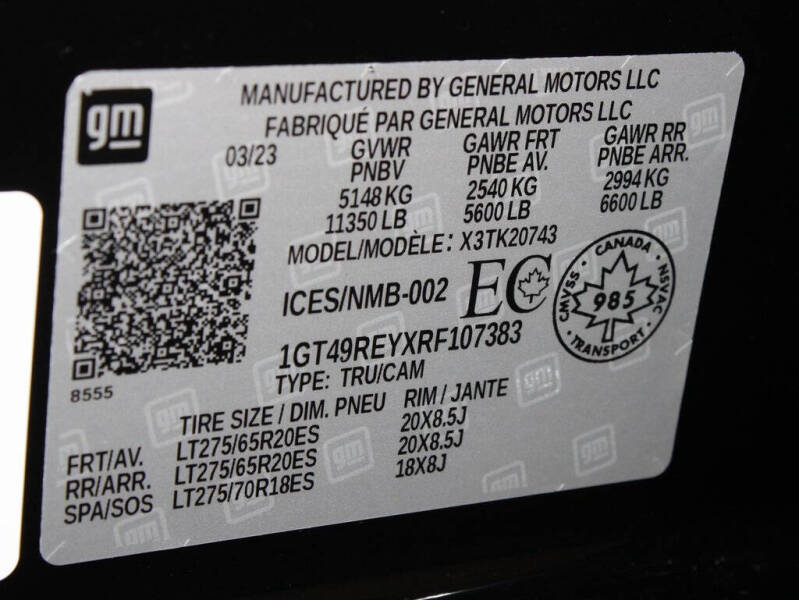 gm
MANUFACTURED BY GENERAL MOTORS LLC
FABRIQUÉ PAR GENERAL MOTORS LLC
03/23
GVWR GAWR FRT GAWR RR
PNBV PNBE AV. PNBE ARR.
5148 KG 2540 KG 2994 KG
11350 LB 5600 LB 6600 LB
MODEL/MODÈLE: X3TK20743
ICES/NMB-002 EC
CMVSS · CANADA · NSVAC
985
· TRANSPORT ·
1GT49REYXRF107383
TYPE: TRU/CAM
8555
TIRE SIZE / DIM. PNEU RIM / JANTE
FRT/AV. LT275/65R20ES 20X8.5J
RR/ARR. LT275/65R20ES 20X8.5J
SPA/SOS LT275/70R18ES 18X8J